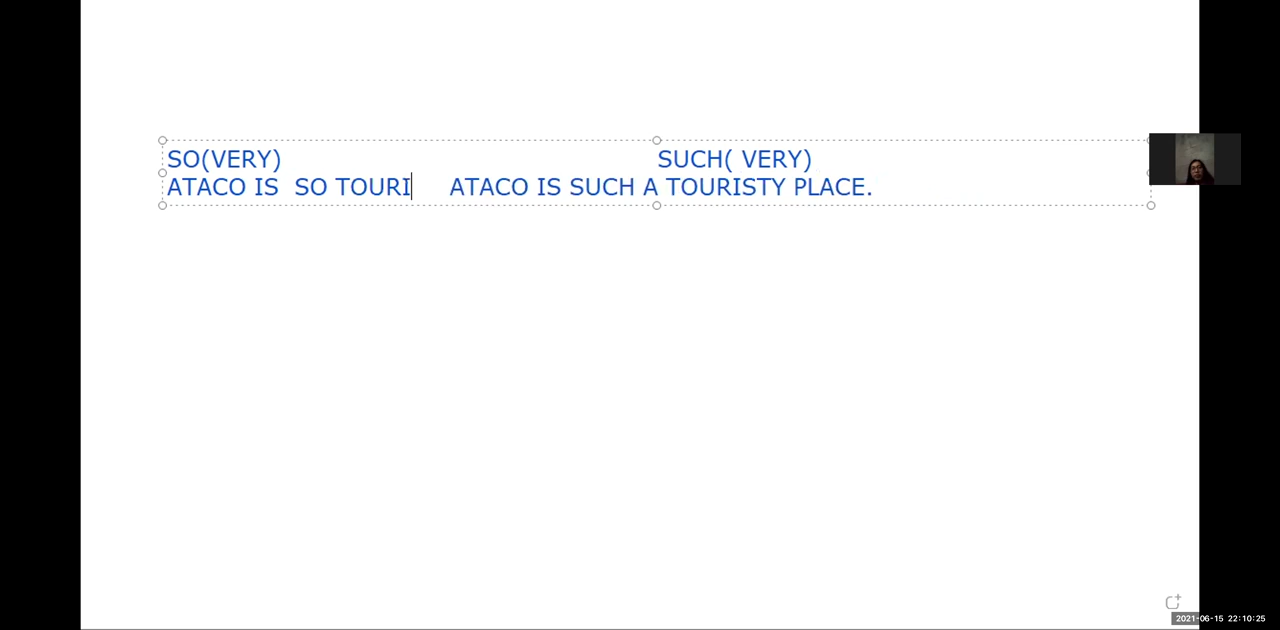 SO(VERY) SUCH( VERY)
ATACO IS SO TOURI ATACO IS SUCH A TOURISTY PLACE.
2021-06-15 22:10:25